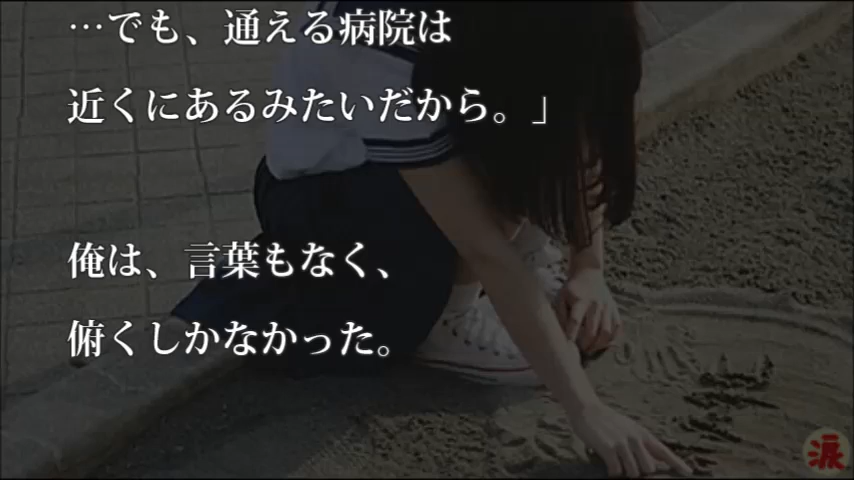 …でも、通える病院は
近くにあるみたいだから。」
俺は、言葉もなく、
俯くしかなかった。
涙